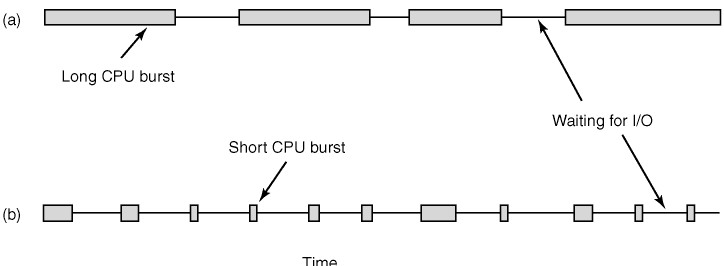 (a)
Long CPU burst
Waiting for I/O
Short CPU burst
(b)
Time